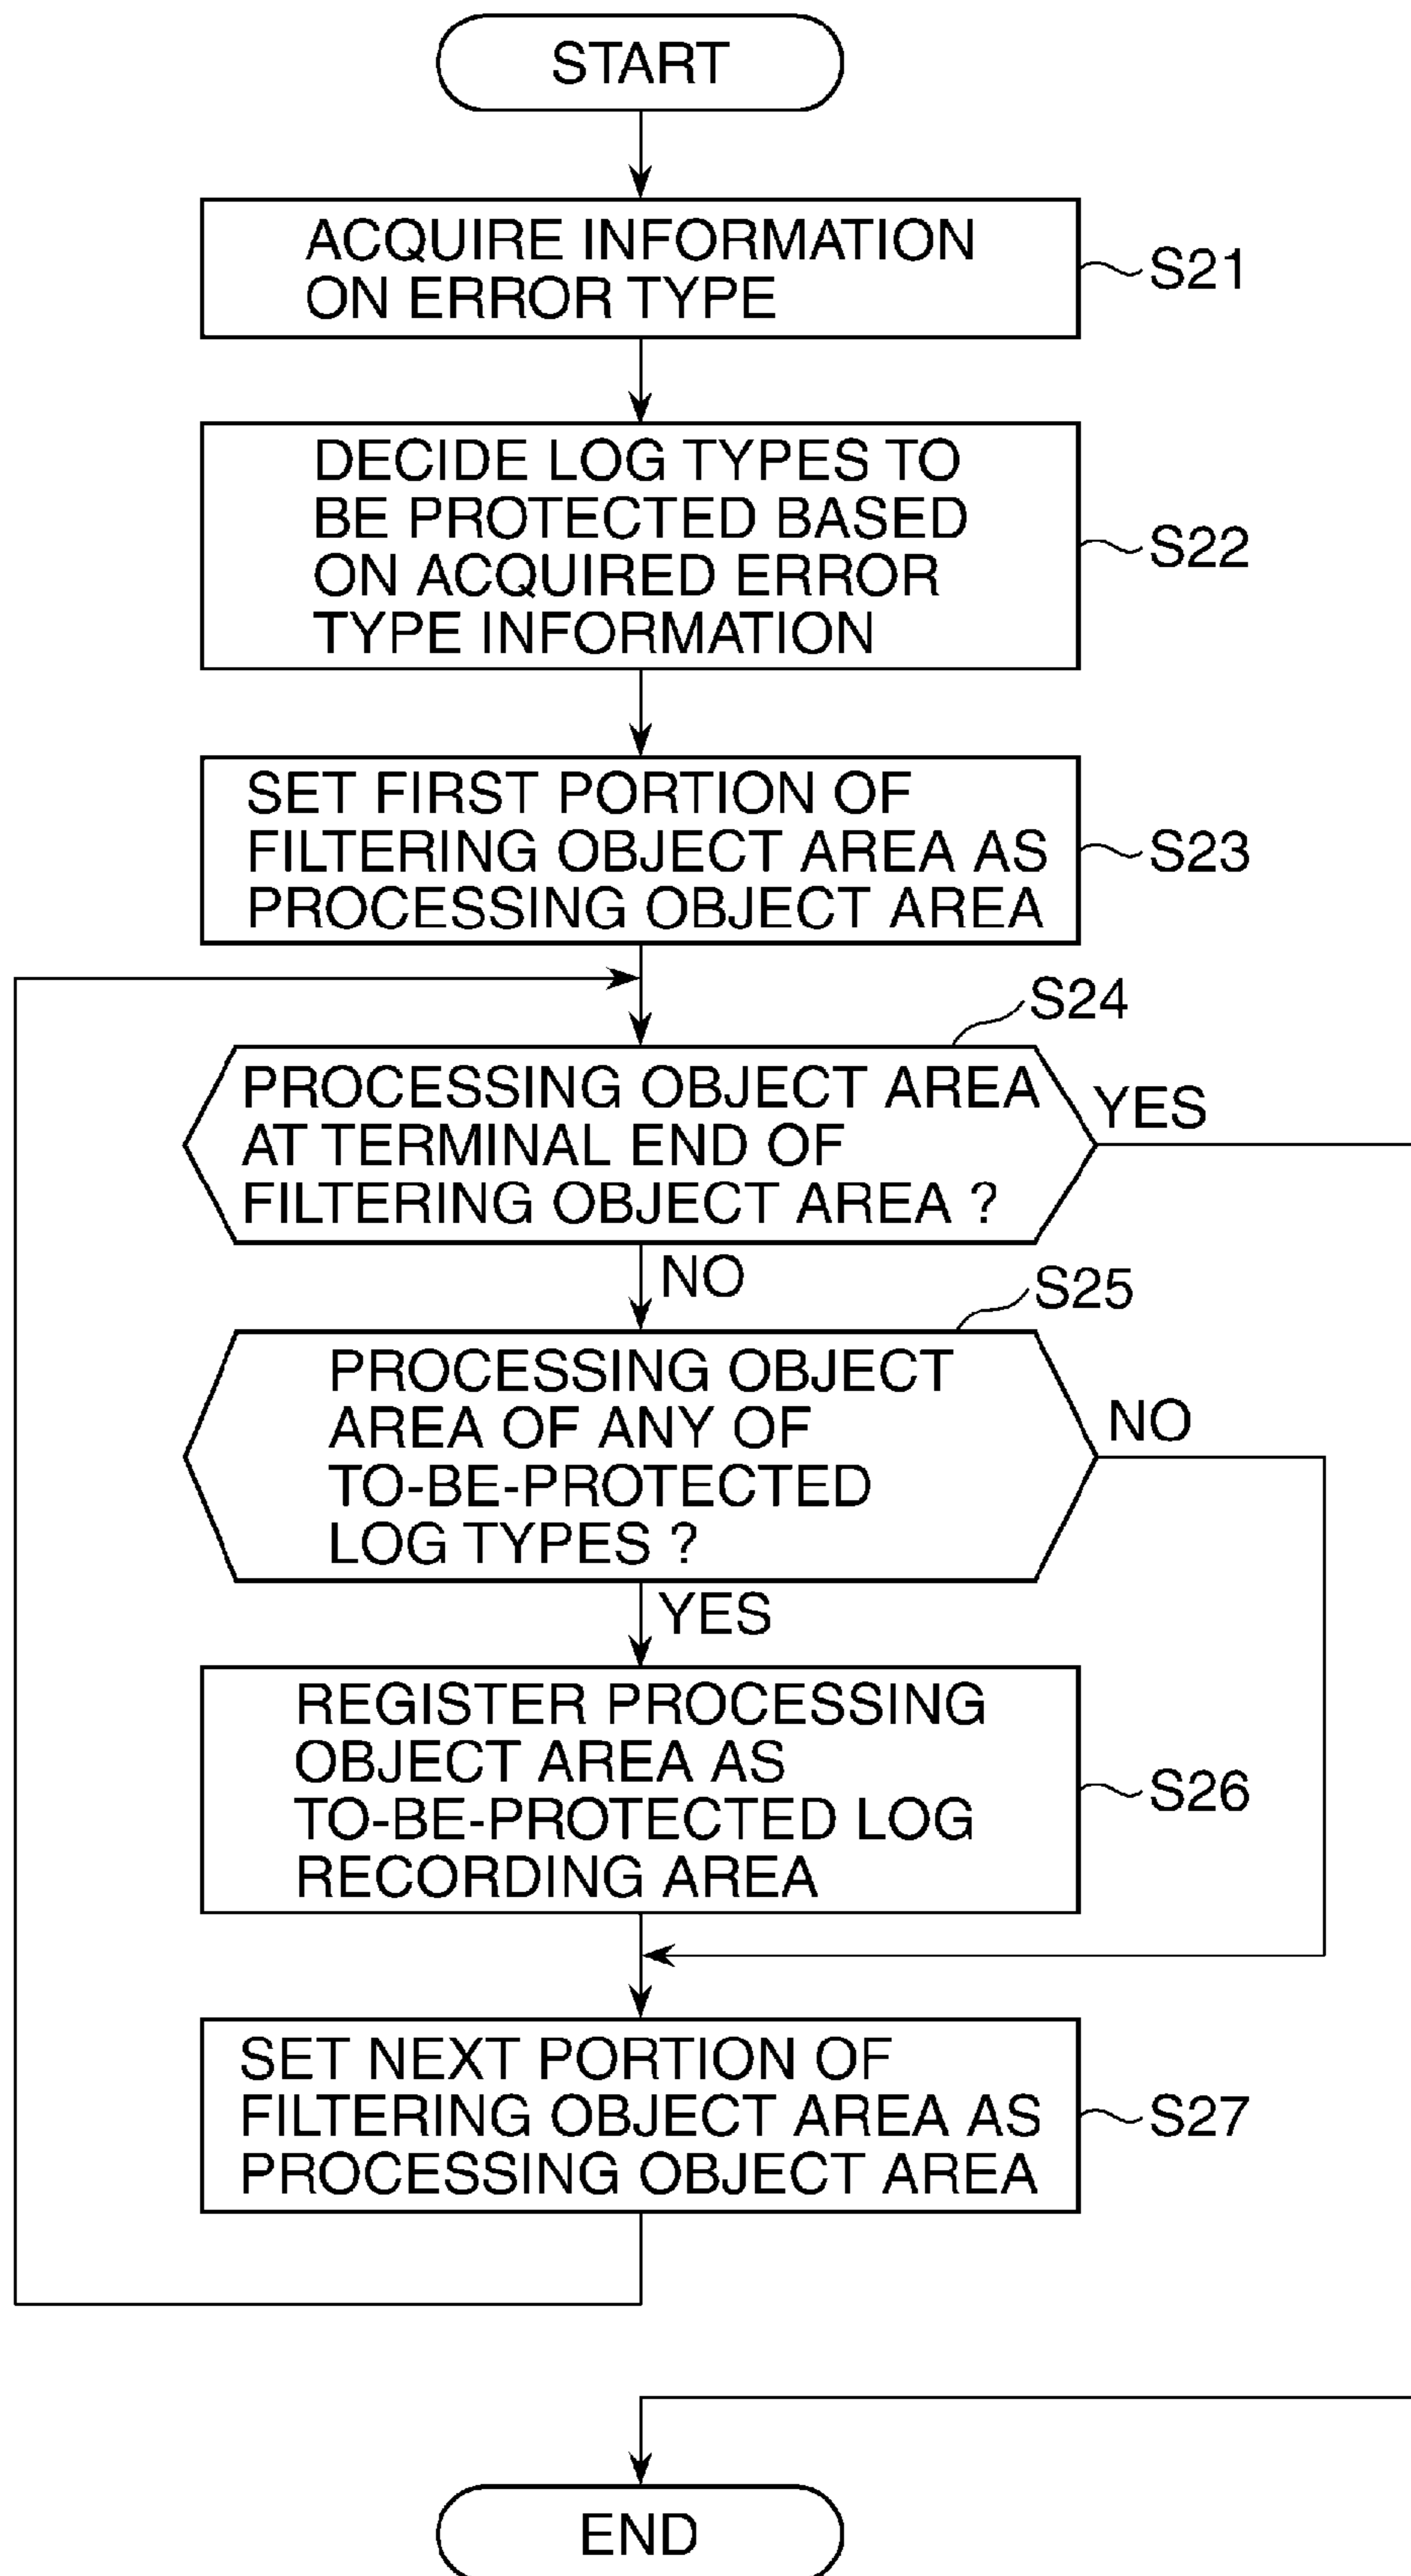 START
ACQUIRE INFORMATION
ON ERROR TYPE
S21
DECIDE LOG TYPES TO
BE PROTECTED BASED
ON ACQUIRED ERROR
TYPE INFORMATION
S22
SET FIRST PORTION OF
FILTERING OBJECT AREA AS
PROCESSING OBJECT AREA
S23
S24
PROCESSING OBJECT AREA
AT TERMINAL END OF
FILTERING OBJECT AREA ?
YES
NO
S25
PROCESSING OBJECT
AREA OF ANY OF
TO-BE-PROTECTED
LOG TYPES ?
NO
YES
REGISTER PROCESSING
OBJECT AREA AS
TO-BE-PROTECTED LOG
RECORDING AREA
S26
SET NEXT PORTION OF
FILTERING OBJECT AREA AS
PROCESSING OBJECT AREA
S27
END